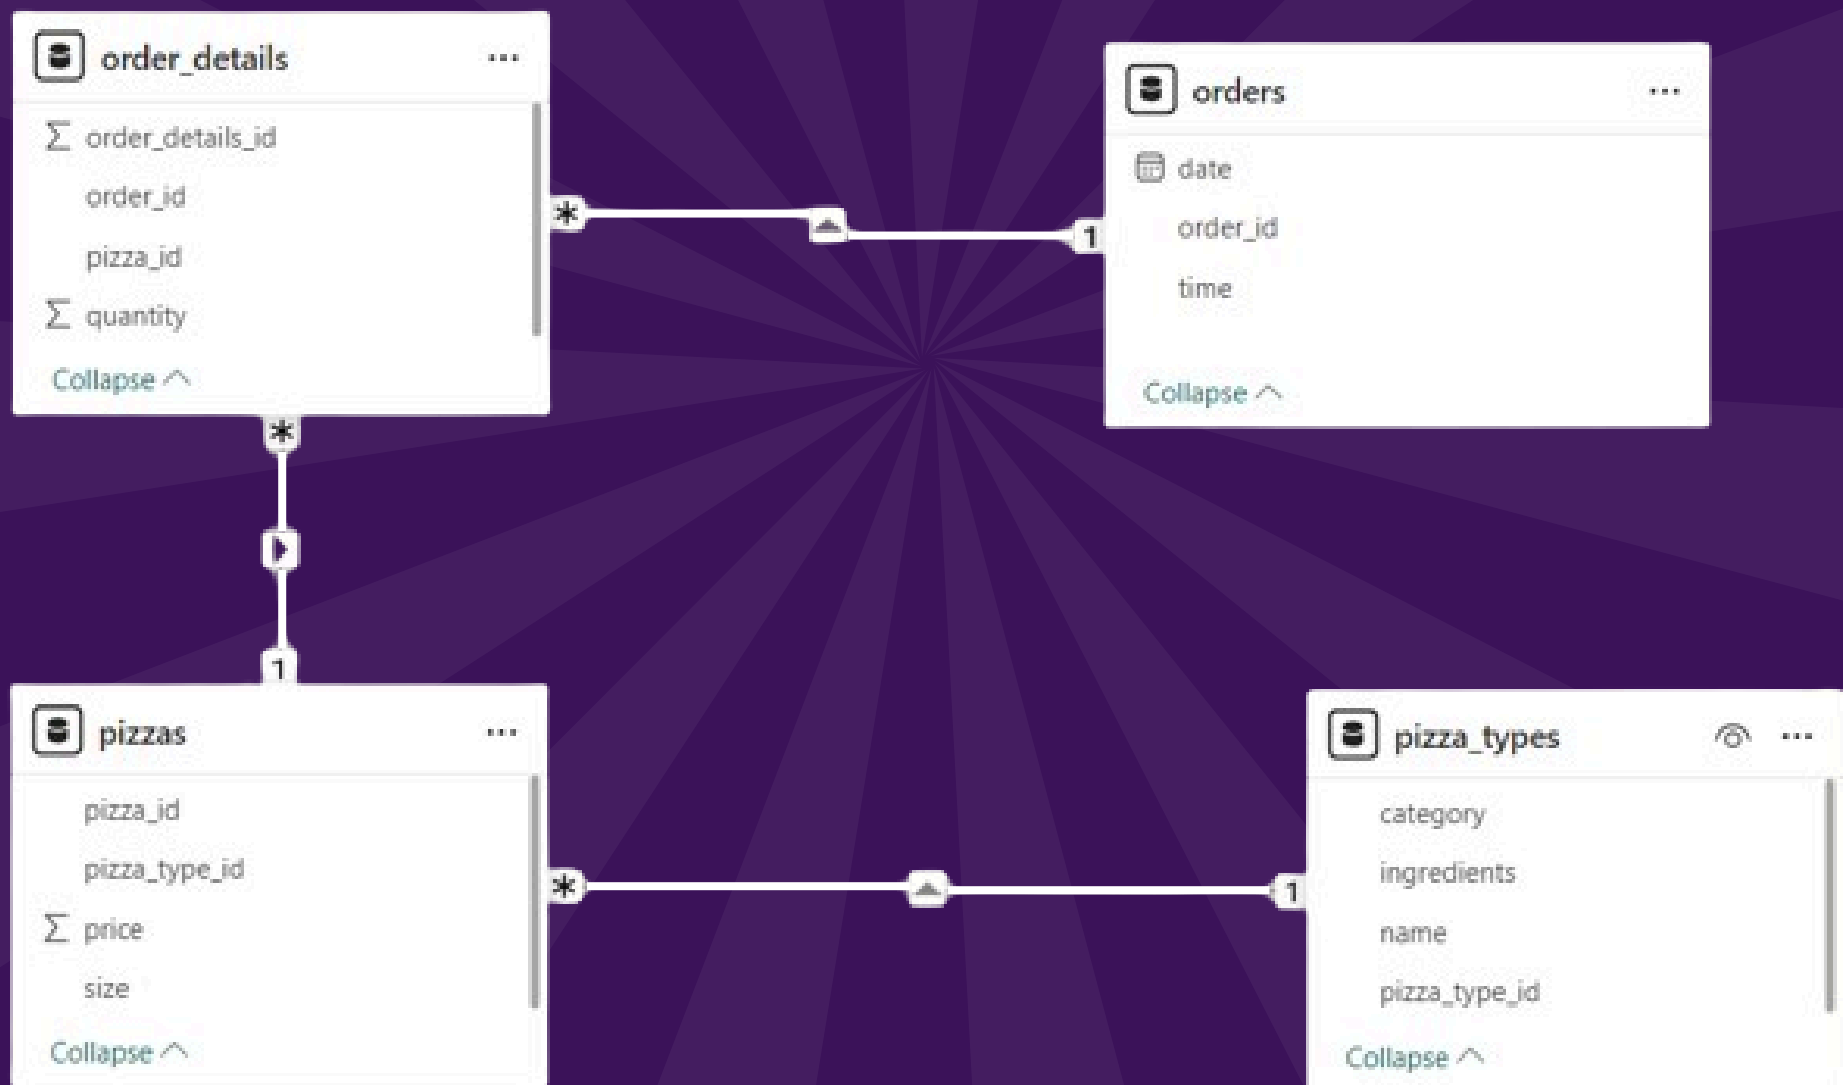 order_details
Σ order_details_id
order_id
pizza_id
Σ quantity
Collapse
orders
date
order_id
time
Collapse
*
1
*
1
pizzas
pizza_id
pizza_type_id
Σ price
size
Collapse
*
1
pizza_types
category
ingredients
name
pizza_type_id
Collapse